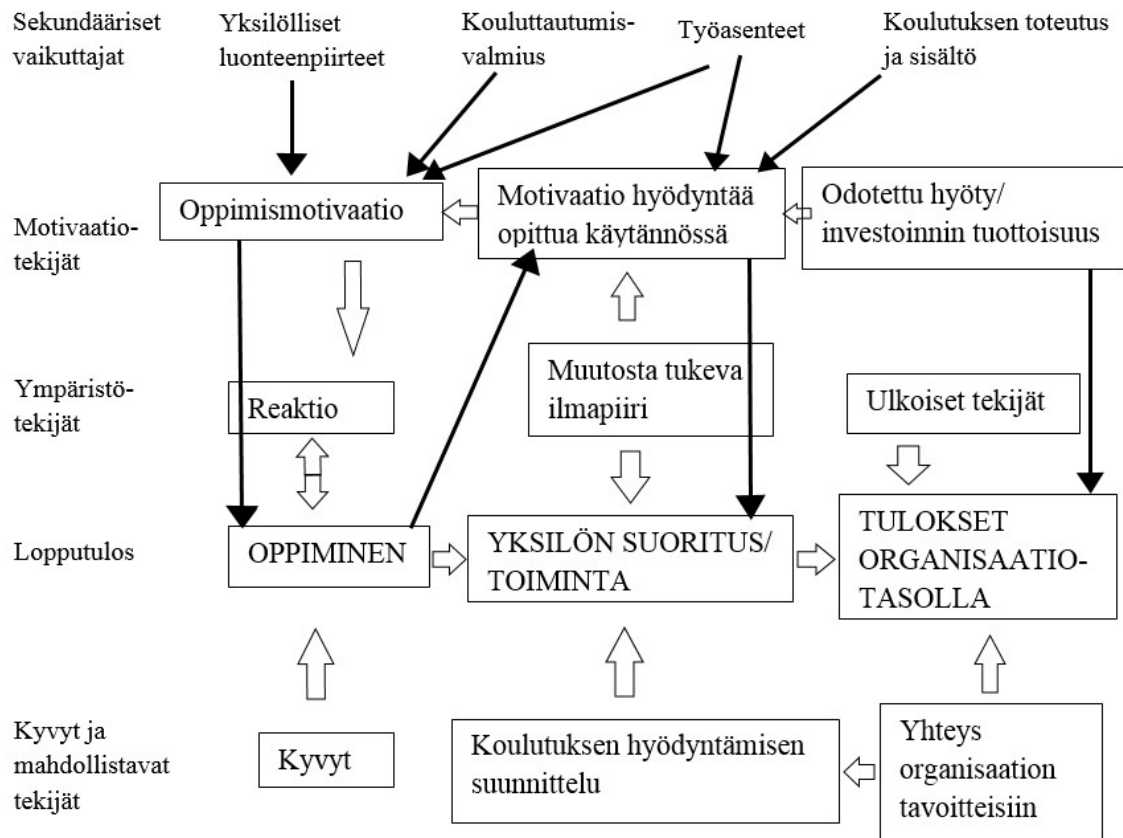 Sekundääriset
vaikuttajat
Yksilölliset
luonteenpiirteet
Kouluttautumis-
valmius
Työasenteet
Koulutuksen toteutus
ja sisältö
Motivaatio-
tekijät
Oppimismotivaatio
Motivaatio hyödyntää
opittua käytännössä
Odotettu hyöty/
investoinnin tuottoisuus
Ympäristö-
tekijät
Reaktio
Muutosta tukeva
ilmapiiri
Ulkoiset tekijät
Lopputulos
OPPIMINEN
YKSILÖN SUORITUS/
TOIMINTA
TULOKSET
ORGANISAATIO-
TASOLLA
Kyvyt ja
mahdollistavat
tekijät
Kyvyt
Koulutuksen hyödyntämisen
suunnittelu
Yhteys
organisaation
tavoitteisiin